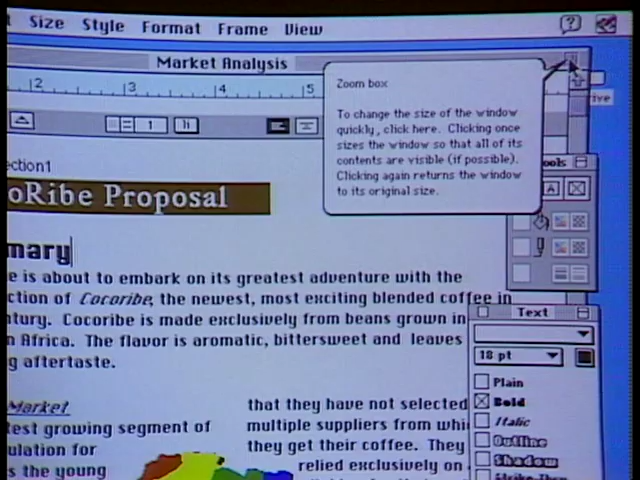 Size Style Format Frame View
Market Analysis
2 3 4 5
1
Zoom box
To change the size of the window
quickly, click here. Clicking once
sizes the window so that all of its
contents are visible (if possible).
Clicking again returns the window
to its original size.
ive
ection1
ools
A
oRibe Proposal
mary
e is about to embark on its greatest adventure with the
ction of Cocoribe, the newest, most exciting blended coffee in
ntury. Cocoribe is made exclusively from beans grown in
n Africa. The flavor is aromatic, bittersweet and leaves
g aftertaste.
Text
18 pt
Plain
Bold
Italic
Outline
Shadow
Strike Thru
Market
test growing segment of
ulation for
s the young
that they have not selected
multiple suppliers from whi
they get their coffee. They
relied exclusively on